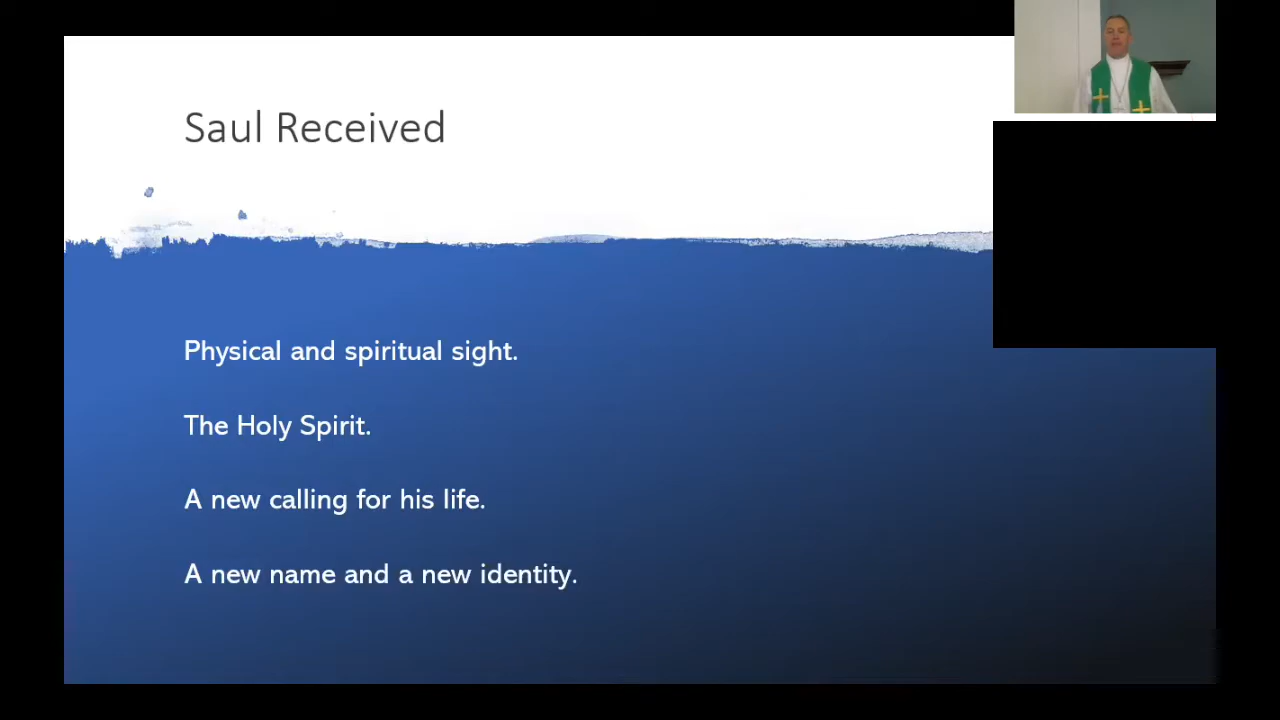 Saul Received
Physical and spiritual sight.
The Holy Spirit.
A new calling for his life.
A new name and a new identity.